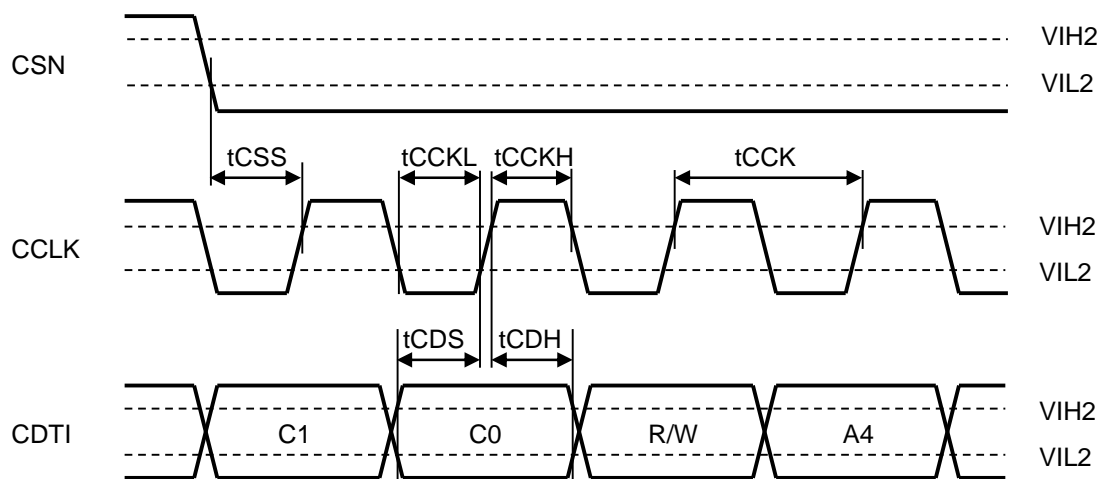 VIH2
CSN
VIL2
tCSS tCCKL tCCKH tCCK
VIH2
CCLK
VIL2
tCDS tCDH
VIH2
CDTI C1 C0 R/W A4
VIL2